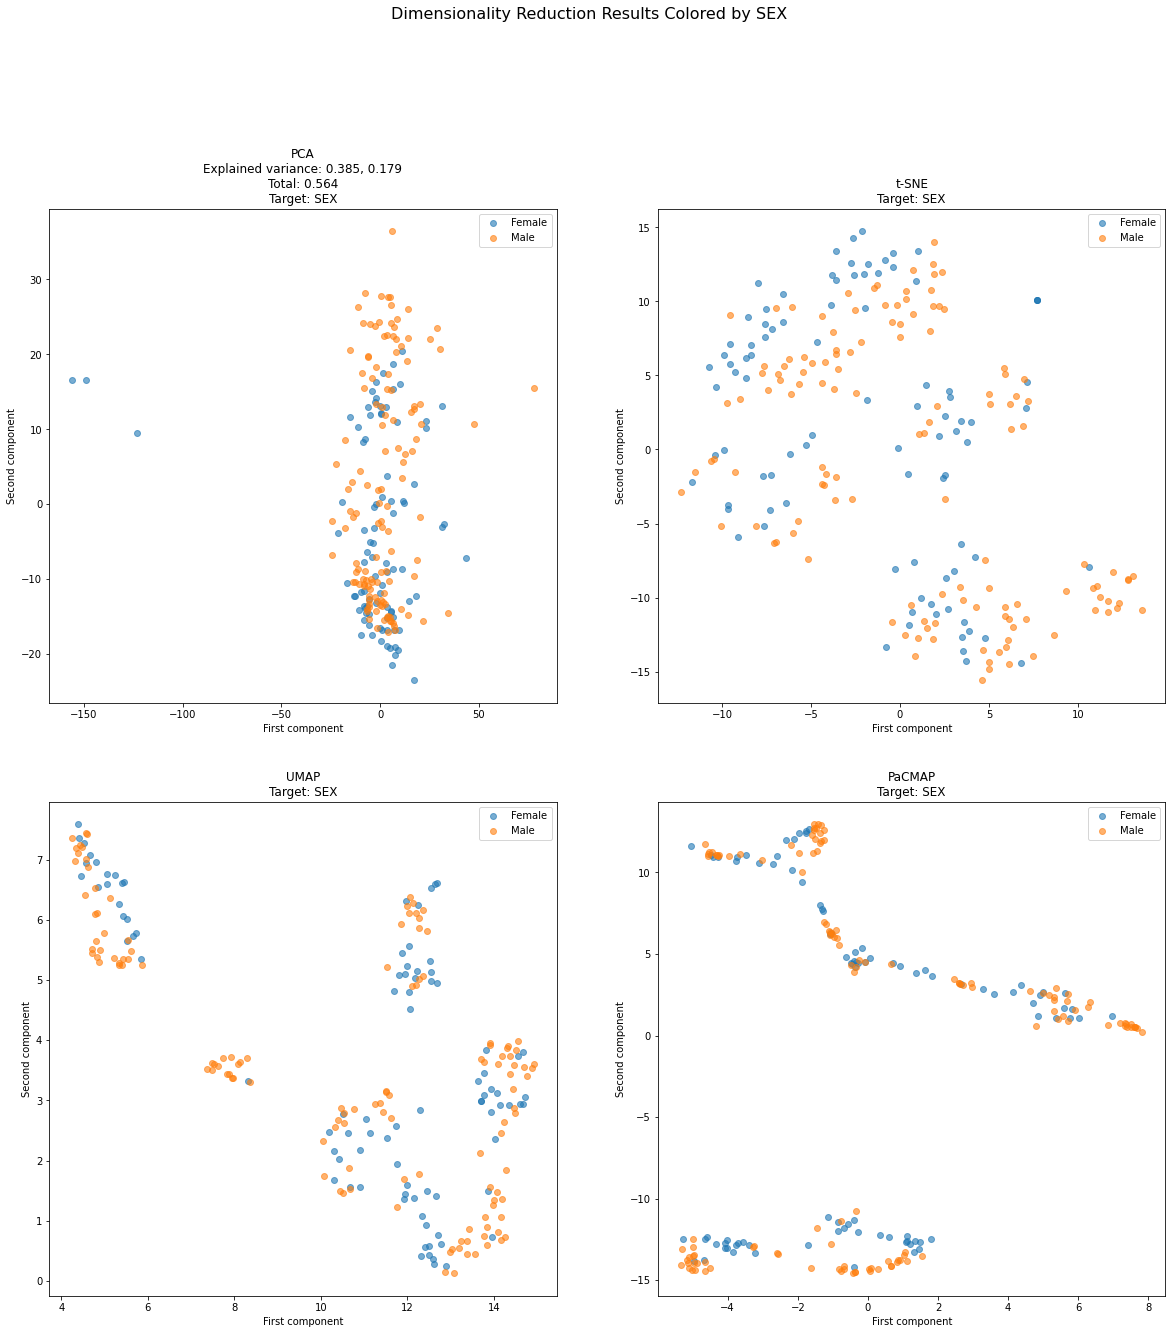 Dimensionality Reduction Results Colored by SEX
PCA
Explained variance: 0.385, 0.179
Total: 0.564
Target: SEX
Female
Male
30
20
10
0
−10
−20
Second component
−150
−100
−50
0
50
First component
t-SNE
Target: SEX
Female
Male
15
10
5
0
−5
−10
−15
Second component
−10
−5
0
5
10
First component
UMAP
Target: SEX
Female
Male
7
6
5
4
3
2
1
0
Second component
4
6
8
10
12
14
First component
PaCMAP
Target: SEX
Female
Male
10
5
0
−5
−10
−15
Second component
−4
−2
0
2
4
6
8
First component